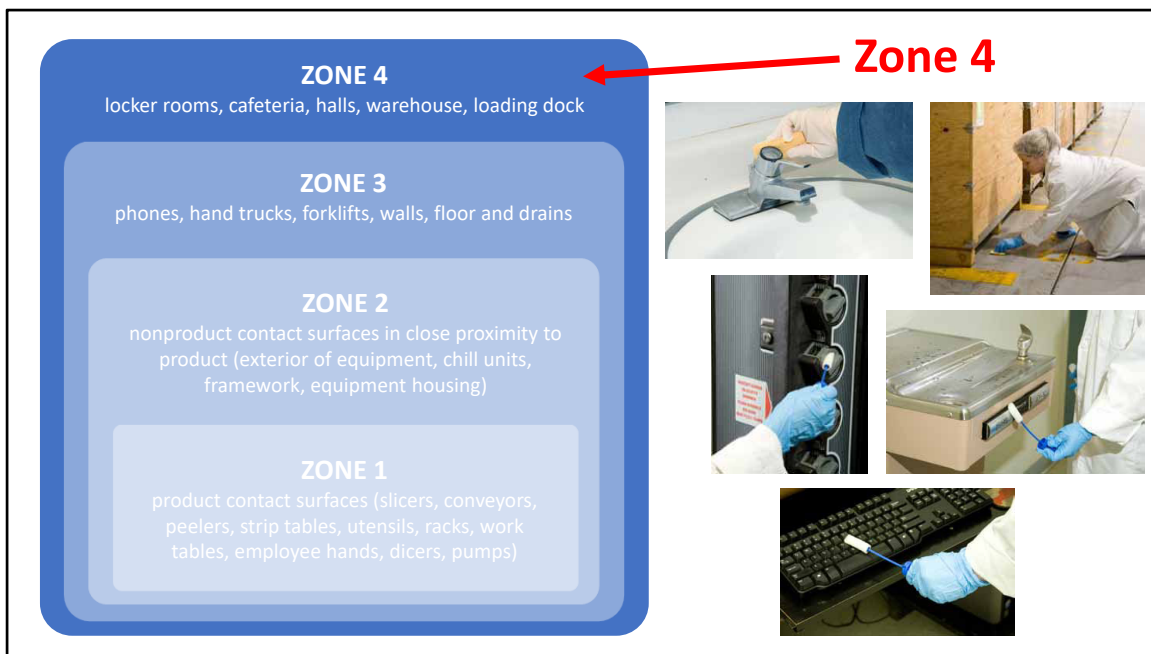 ZONE 4
locker rooms, cafeteria, halls, warehouse, loading dock
Zone 4
ZONE 3
phones, hand trucks, forklifts, walls, floor and drains
ZONE 2
nonproduct contact surfaces in close proximity to
product (exterior of equipment, chill units,
framework, equipment housing)
ZONE 1
product contact surfaces (slicers, conveyors,
peelers, strip tables, utensils, racks, work
tables, employee hands, dicers, pumps)